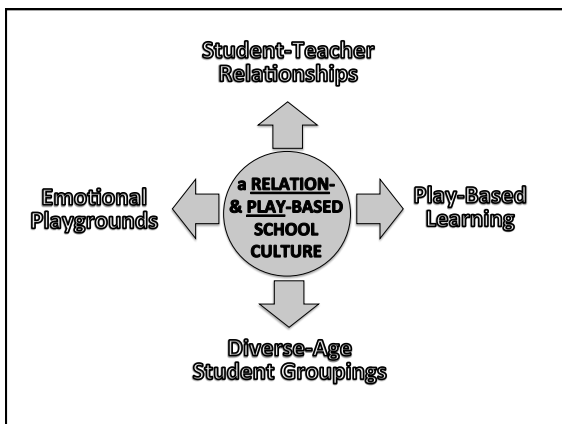 Student-Teacher
Relationships
Emotional
Playgrounds
a RELATION-
& PLAY-BASED
SCHOOL
CULTURE
Play-Based
Learning
Diverse-Age
Student Groupings